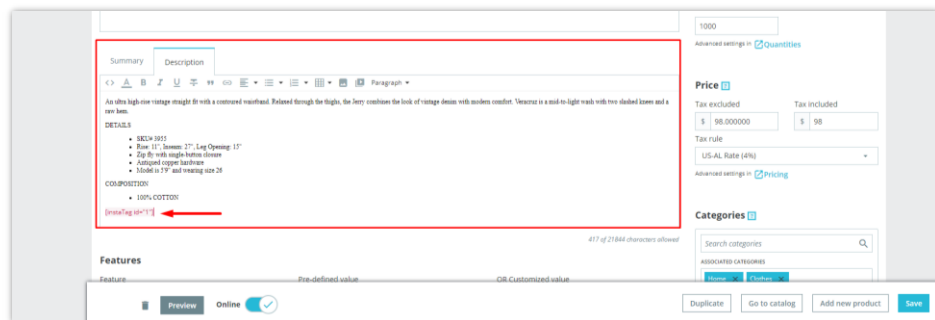 1000
Advanced settings in Quantities
Summary
Description
Paragraph
An ultra high-rise vintage straight fit with a contoured waistband. Relaxed through the thighs, the Jerry combines the look of vintage denim with modern comfort. Veracruz is a mid-to-light wash with two slashed knees and a
raw hem.
DETAILS
SKU# 3955
Rise: 11", Inseam: 27", Leg Opening: 15"
Zip fly with single-button closure
Antiqued copper hardware
Model is 5'9" and wearing size 26
COMPOSITION
100% COTTON
[instaTag id="1"]
417 of 21844 characters allowed
Price
Tax excluded
Tax included
$ 98.000000
$ 98
Tax rule
US-AL Rate (4%)
Advanced settings in Pricing
Categories
Search categories
ASSOCIATED CATEGORIES
Home
Clothes
Features
Feature
Pre-defined value
OR Customized value
Preview
Online
Duplicate
Go to catalog
Add new product
Save